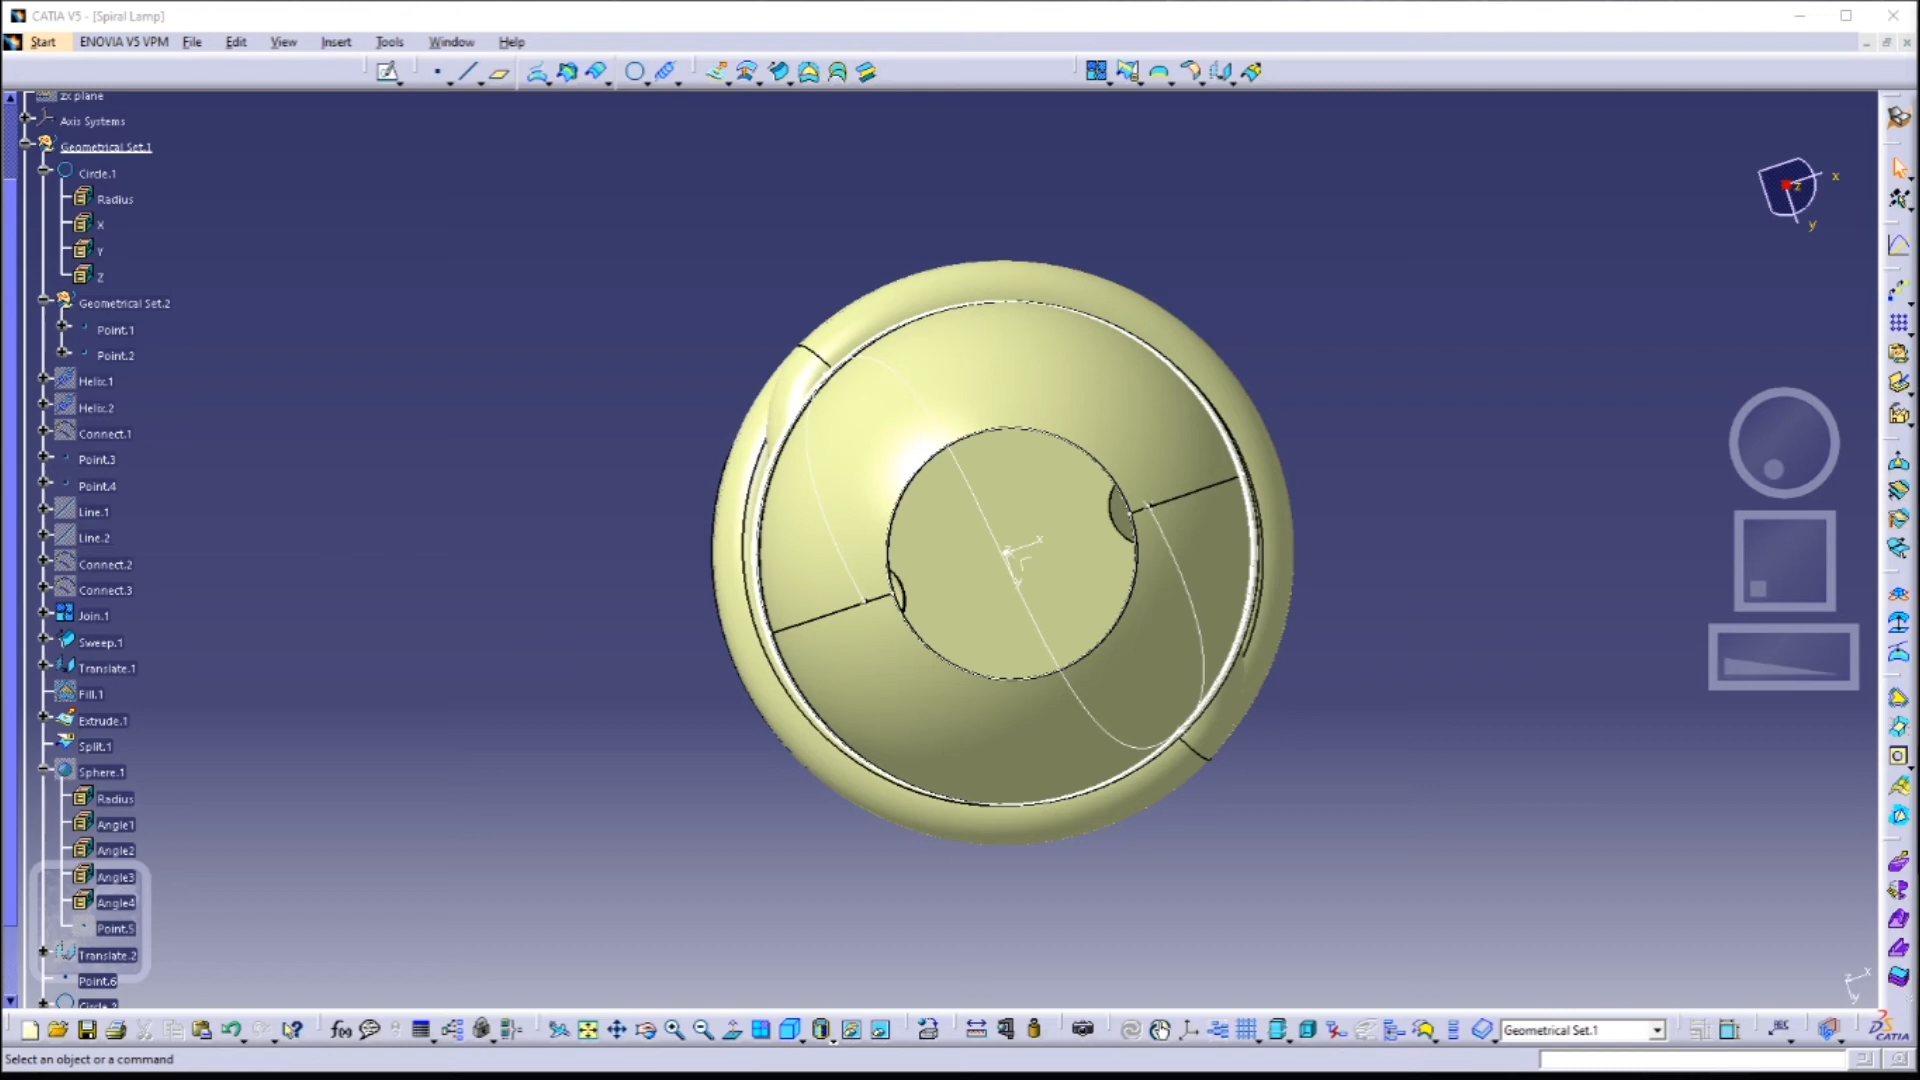 CATIA V5 - [Spiral Lamp]
Start ENOVIA V5 VPM File Edit View Insert Tools Window Help
zx plane
Axis Systems
Geometrical Set.1
Circle.1
Radius
X
Y
Z
Geometrical Set.2
Point.1
Point.2
Helix.1
Helix.2
Connect.1
Point.3
Point.4
Line.1
Line.2
Connect.2
Connect.3
Join.1
Sweep.1
Translate.1
Fill.1
Extrude.1
Split.1
Sphere.1
Radius
Angle1
Angle2
Angle3
Angle4
Point.5
Translate.2
Point.6
x
z
y
x
y
z x
y
f(x)
Geometrical Set.1
ABC
CATIA
Select an object or a command